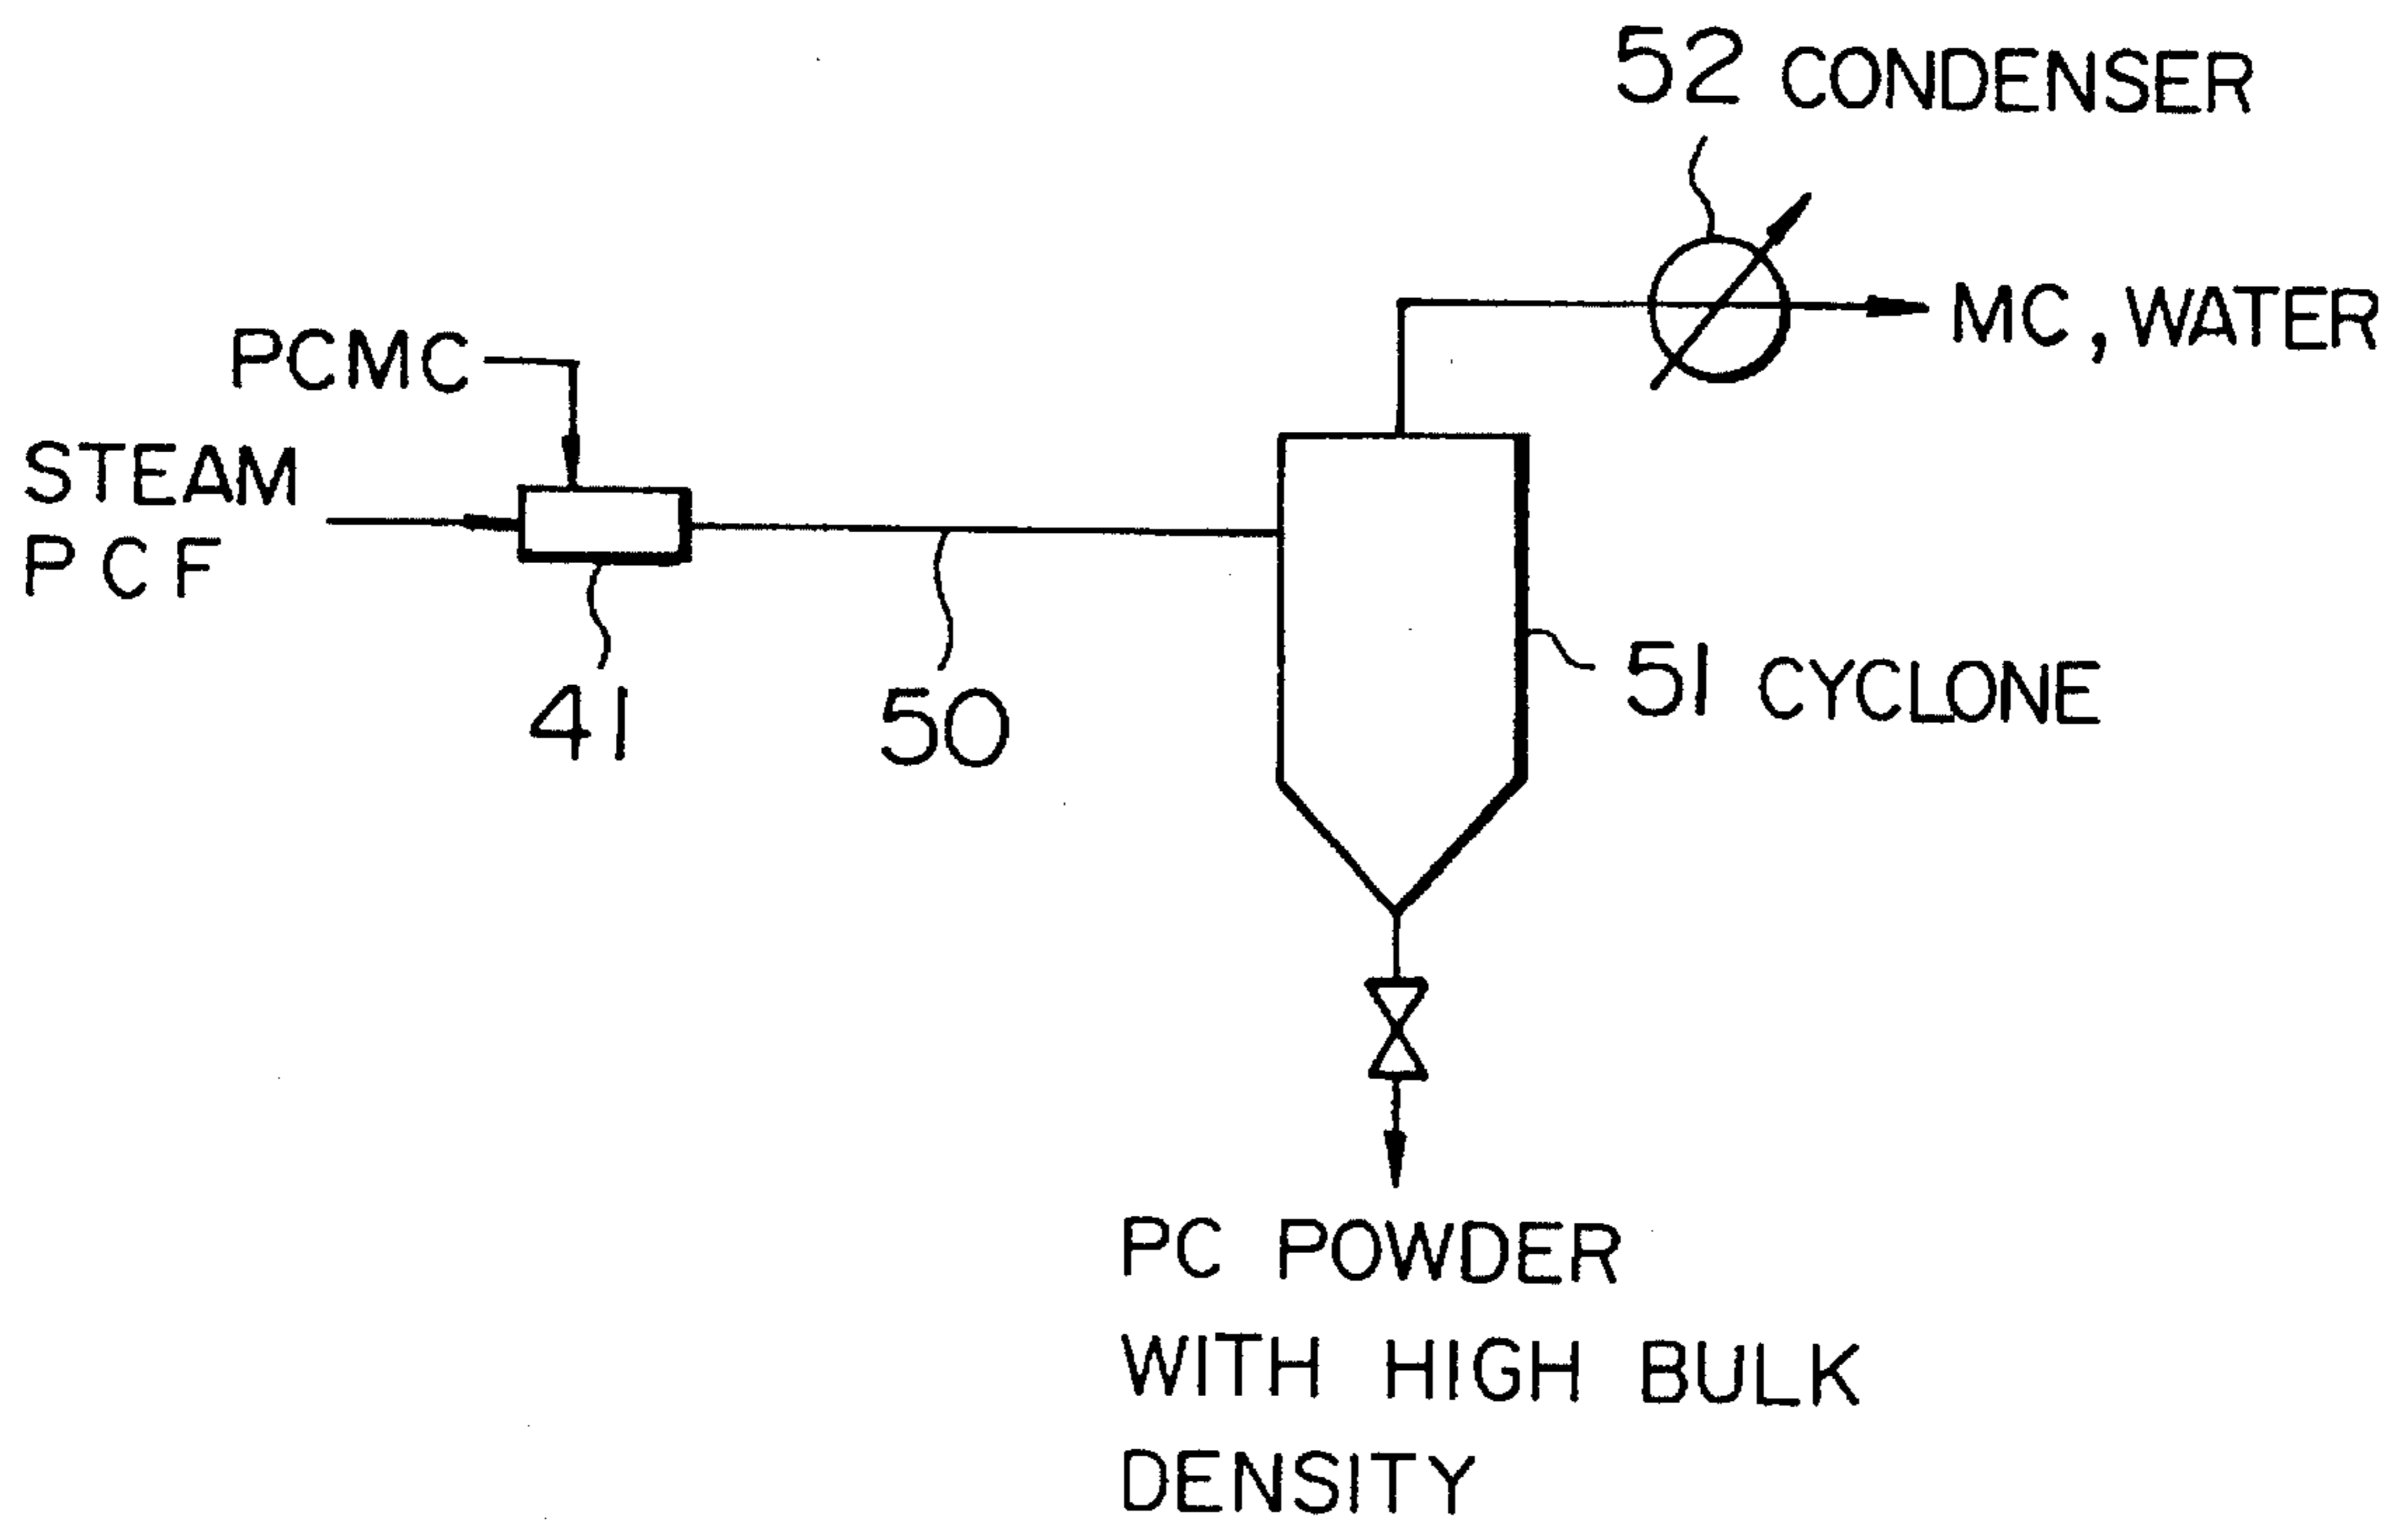 52 CONDENSER
MC, WATER
PCMC
STEAM
PCF
41
50
51 CYCLONE
PC POWDER
WITH HIGH BULK
DENSITY